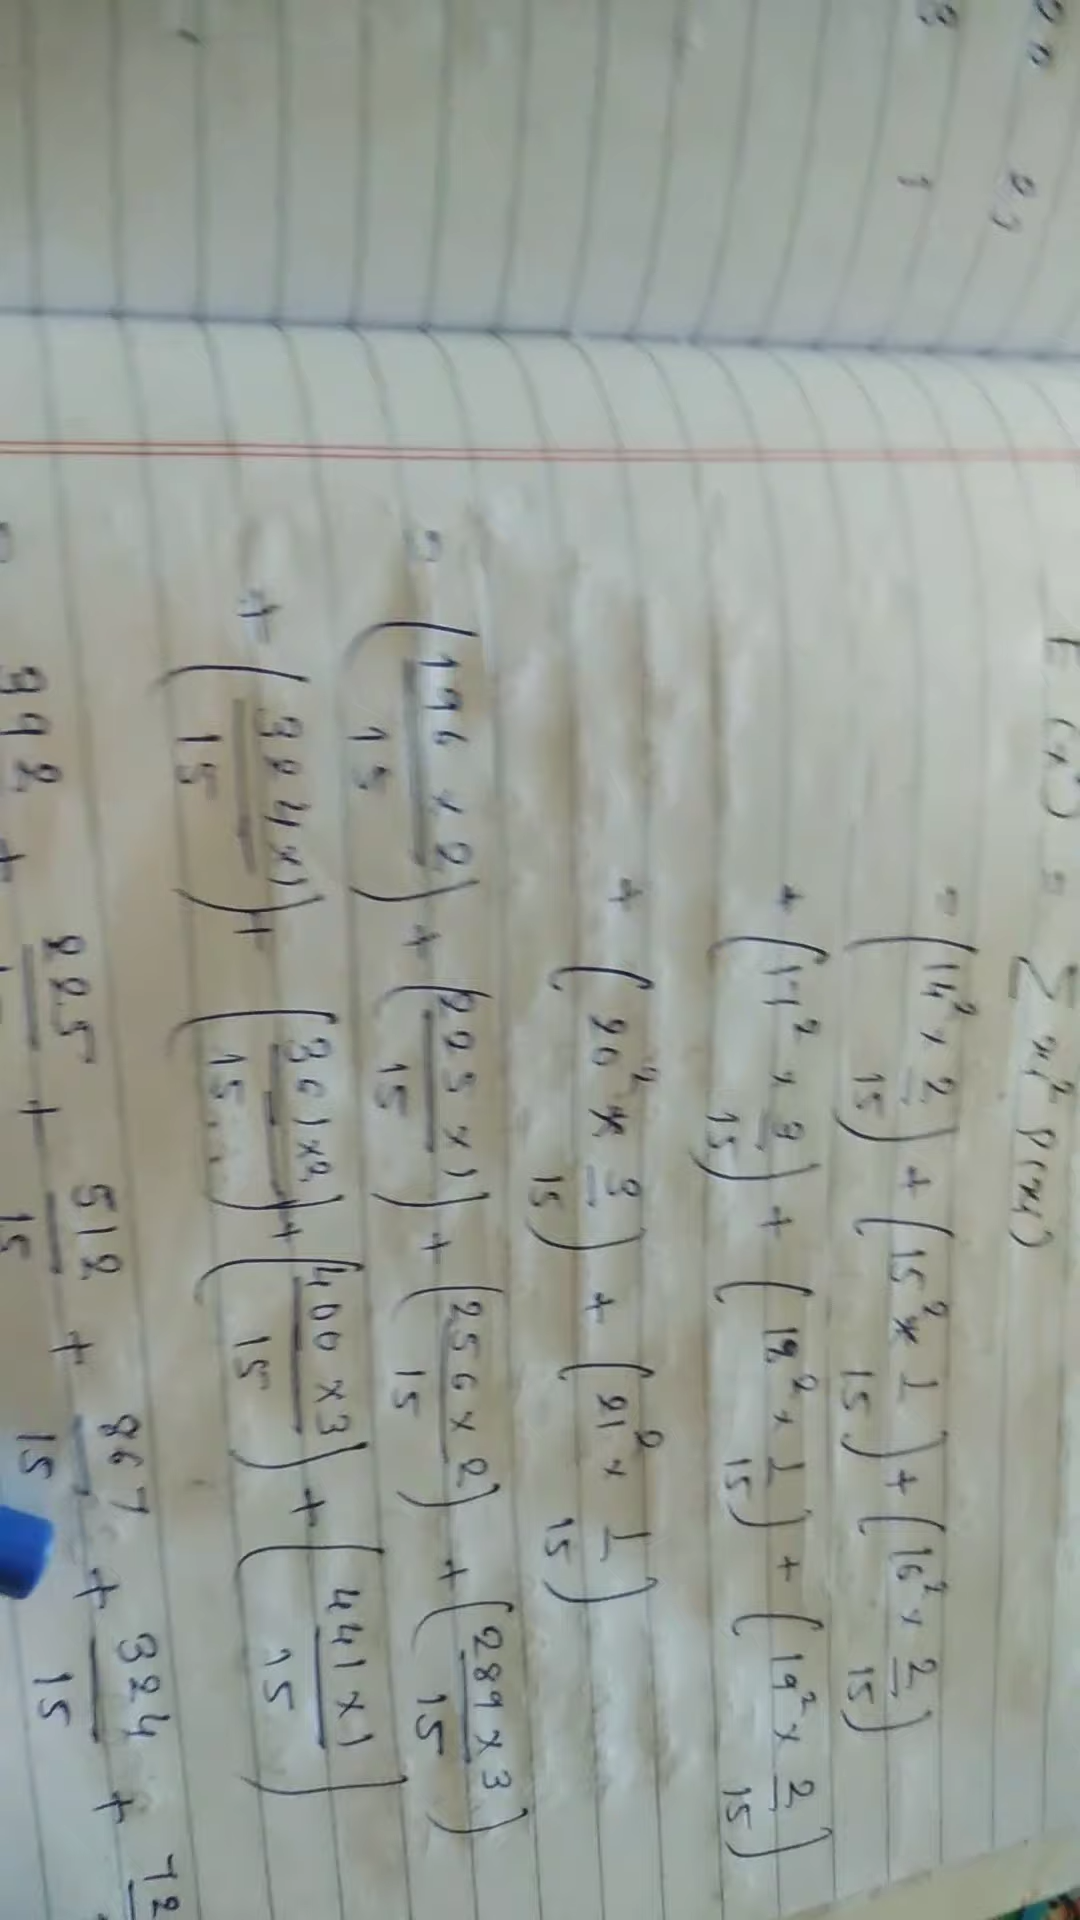 E(x²) = Σ xi² P(xi)
= (14² × 2/15) + (15² × 1/15) + (16² × 2/15)
+ (17² × 3/15) + (18² × 1/15) + (19² × 2/15)
+ (20² × 3/15) + (21² × 1/15)
= (196 × 2/15) + (225 × 1/15) + (256 × 2/15) + (289 × 3/15)
+ (324 × 1/15) + (361 × 2/15) + (400 × 3/15) + (441 × 1/15)
= 392 + 225 + 512/15 + 867/15 + 324/15 +